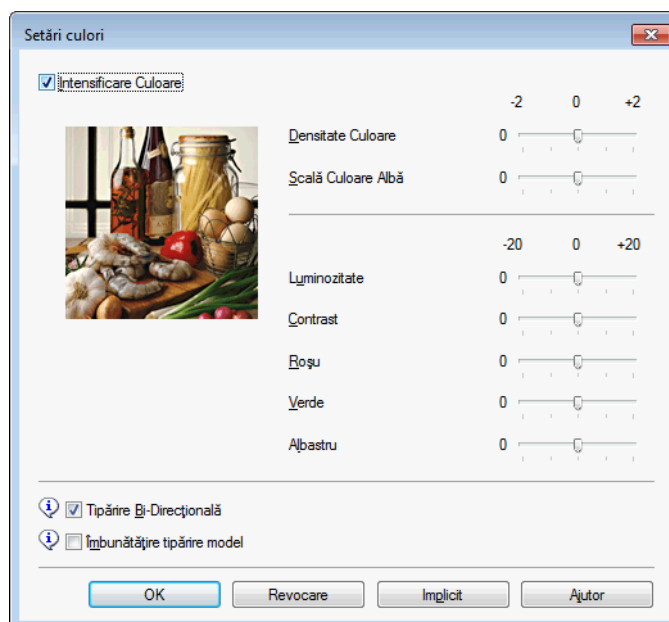 Setări culori
Intensificare Culoare
-2 0 +2
Densitate Culoare 0
Scală Culoare Albă 0
-20 0 +20
Luminozitate 0
Contrast 0
Roşu 0
Verde 0
Albastru 0
Tipărire Bi-Direcţională
Îmbunătăţire tipărire model
OK Revocare Implicit Ajutor